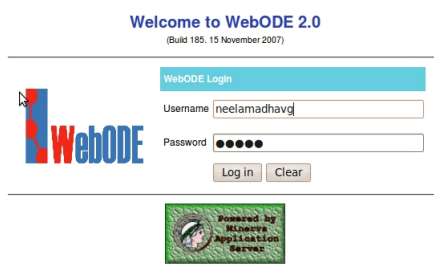 Welcome to WebODE 2.0
(Build 185. 15 November 2007)
WebODE Login
Username neelamadhavg
Password ●●●●●
Log in Clear
WebODE
Powered by
Minerva
Application
Server